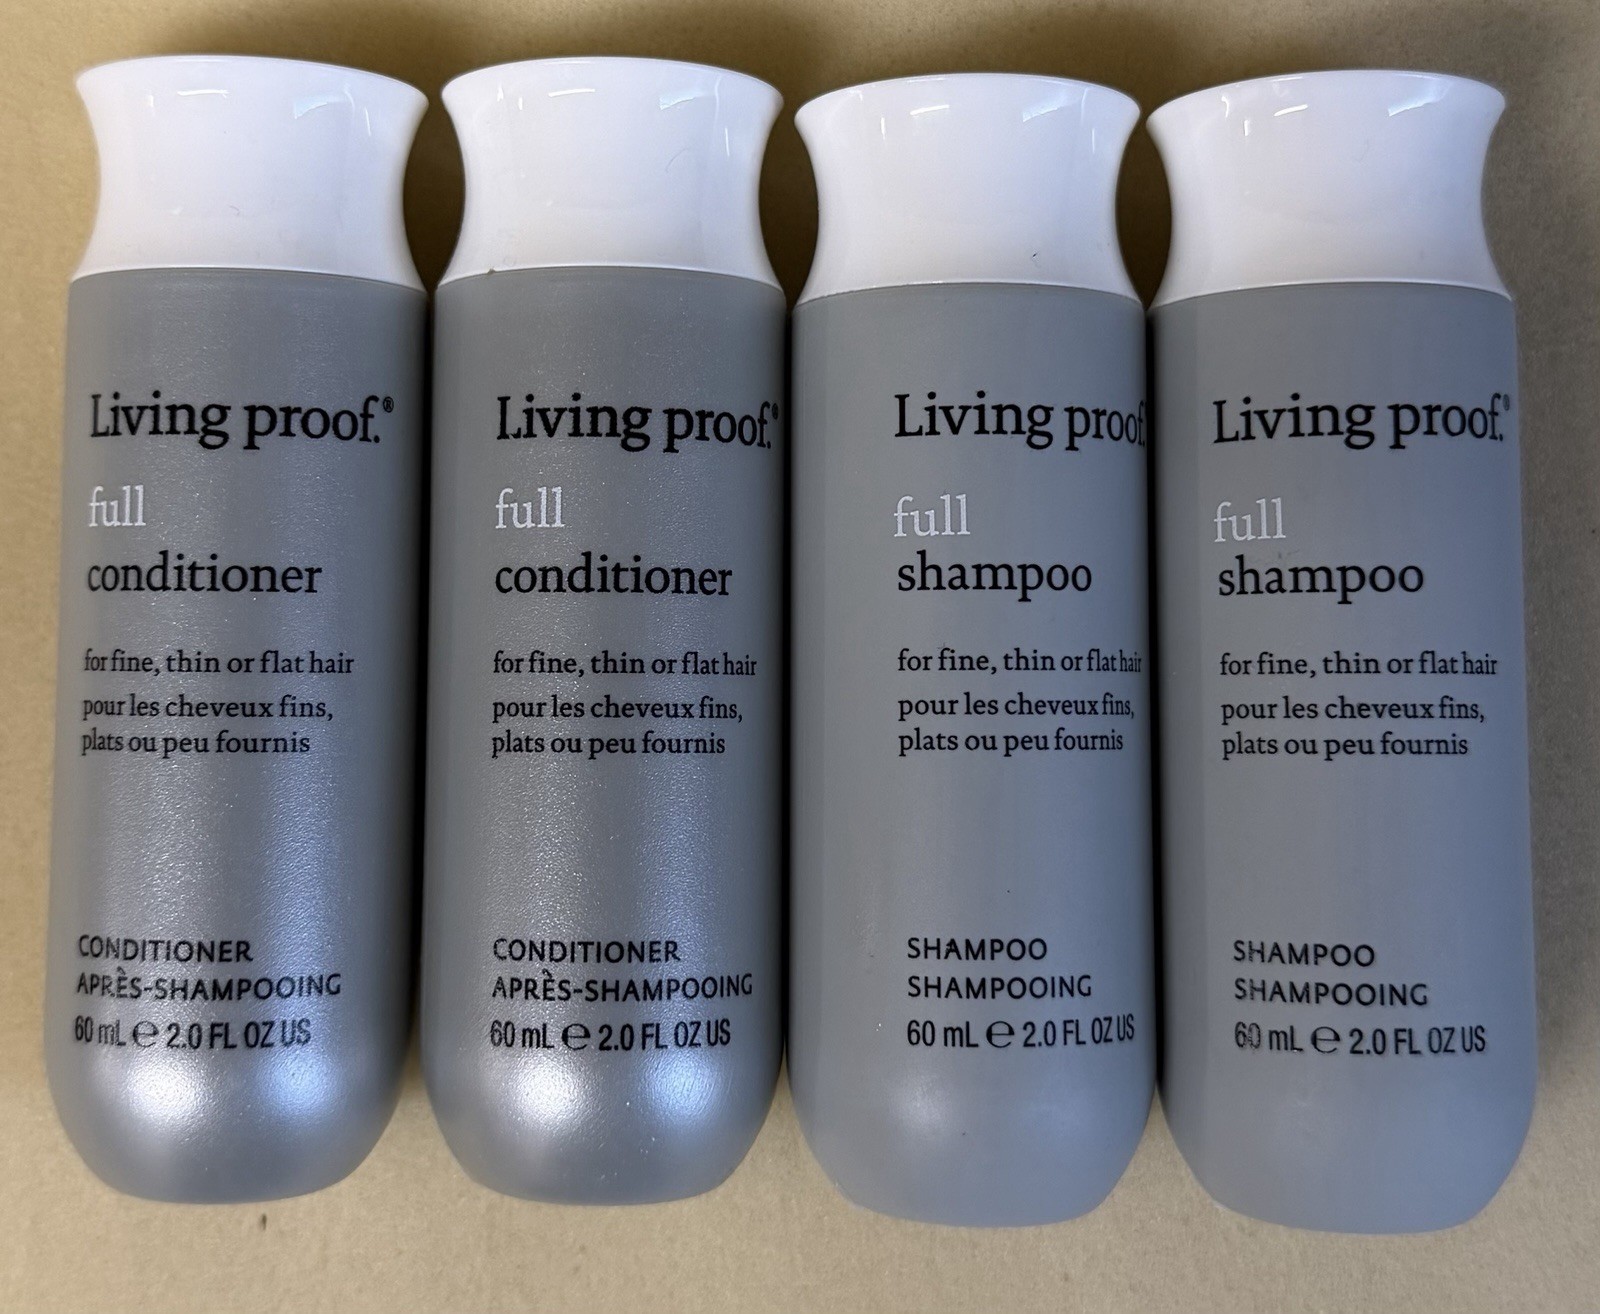 Living proof.®
full
conditioner
for fine, thin or flat hair
pour les cheveux fins,
plats ou peu fournis
CONDITIONER
APRÈS-SHAMPOOING
60 mL ℮ 2.0 FL OZ US
Living proof.®
full
conditioner
for fine, thin or flat hair
pour les cheveux fins,
plats ou peu fournis
CONDITIONER
APRÈS-SHAMPOOING
60 mL ℮ 2.0 FL OZ US
Living proof.
full
shampoo
for fine, thin or flat hair
pour les cheveux fins,
plats ou peu fournis
SHAMPOO
SHAMPOOING
60 mL ℮ 2.0 FL OZ US
Living proof.®
full
shampoo
for fine, thin or flat hair
pour les cheveux fins,
plats ou peu fournis
SHAMPOO
SHAMPOOING
60 mL ℮ 2.0 FL OZ US